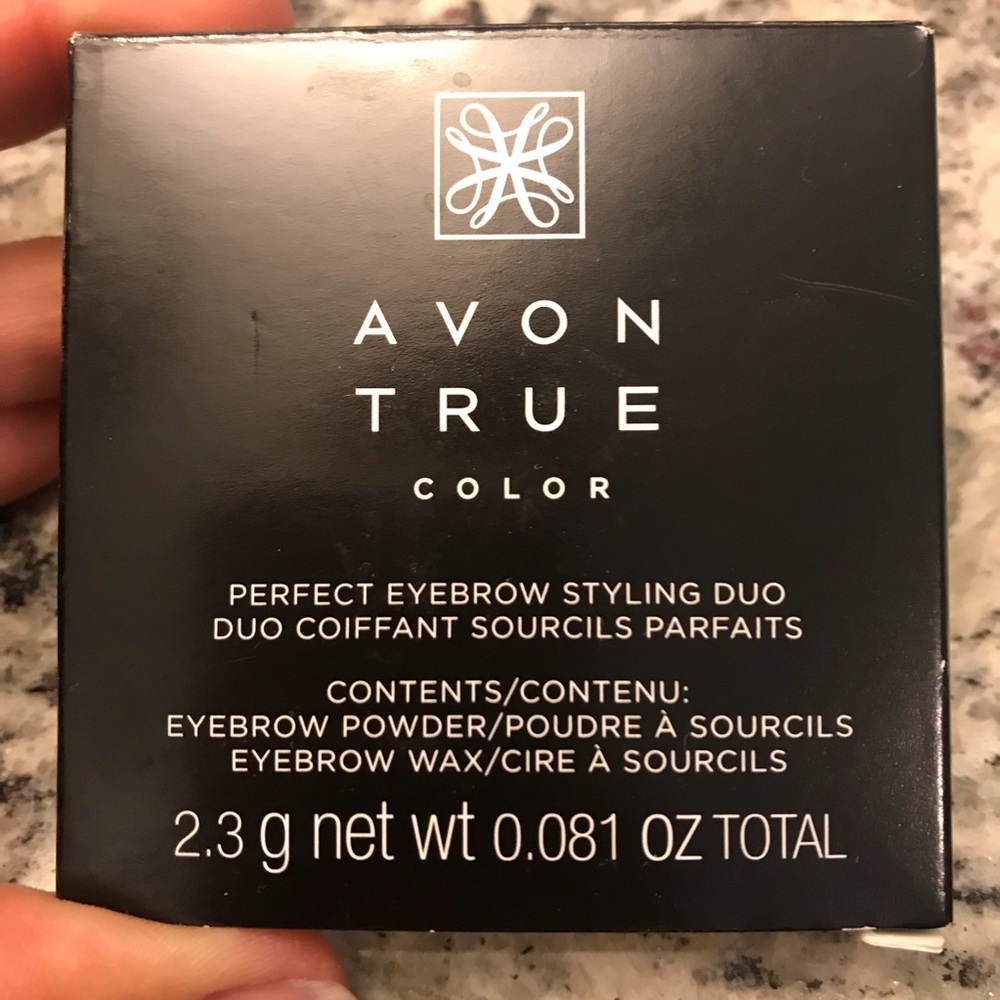 AVON
TRUE
COLOR
PERFECT EYEBROW STYLING DUO
DUO COIFFANT SOURCILS PARFAITS
CONTENTS/CONTENU:
EYEBROW POWDER/POUDRE À SOURCILS
EYEBROW WAX/CIRE À SOURCILS
2.3 g net wt 0.081 oz TOTAL